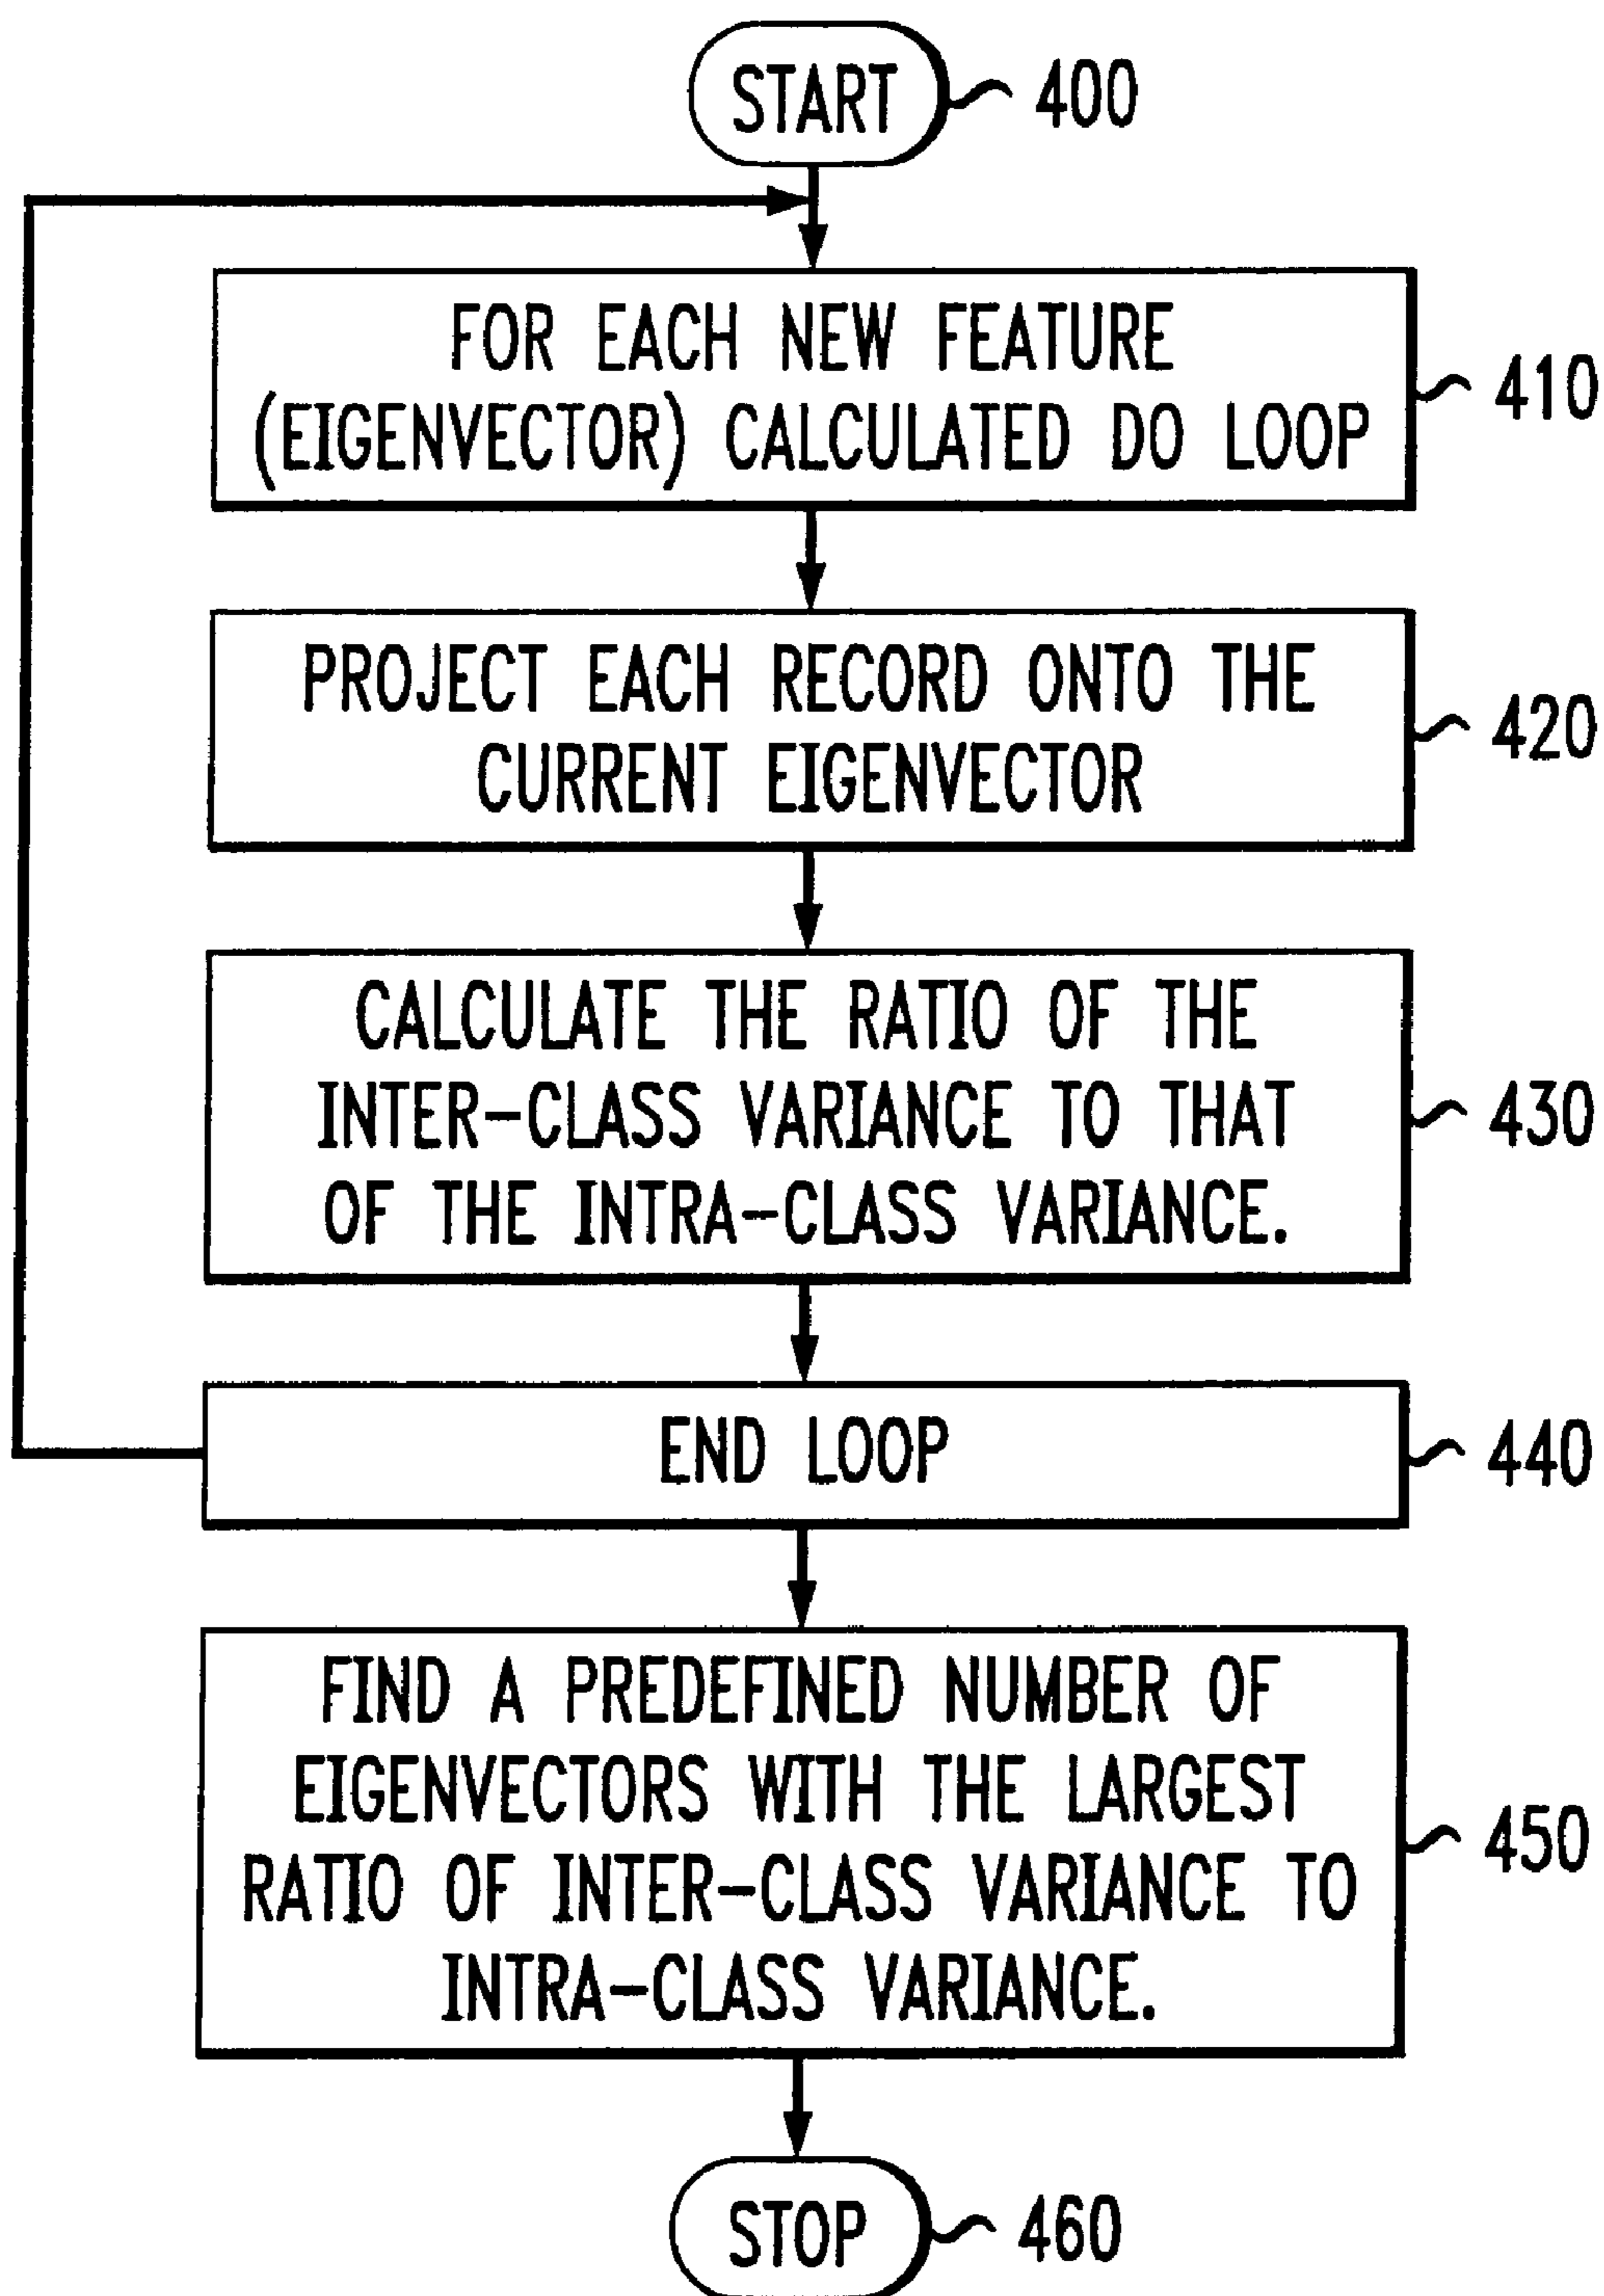 START
400
FOR EACH NEW FEATURE
(EIGENVECTOR) CALCULATED DO LOOP
410
PROJECT EACH RECORD ONTO THE
CURRENT EIGENVECTOR
420
CALCULATE THE RATIO OF THE
INTER-CLASS VARIANCE TO THAT
OF THE INTRA-CLASS VARIANCE.
430
END LOOP
440
FIND A PREDEFINED NUMBER OF
EIGENVECTORS WITH THE LARGEST
RATIO OF INTER-CLASS VARIANCE TO
INTRA-CLASS VARIANCE.
450
STOP
460